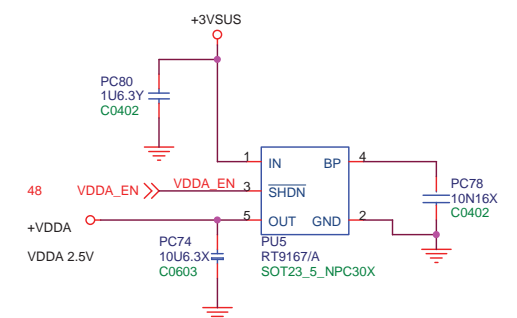 +3VSUS
PC80
1U6.3Y
C0402
1 IN BP 4
48 VDDA_EN VDDA_EN 3 SHDN
+VDDA 5 OUT GND 2
VDDA 2.5V
PC74
10U6.3X
C0603
PU5
RT9167/A
SOT23_5_NPC30X
PC78
10N16X
C0402